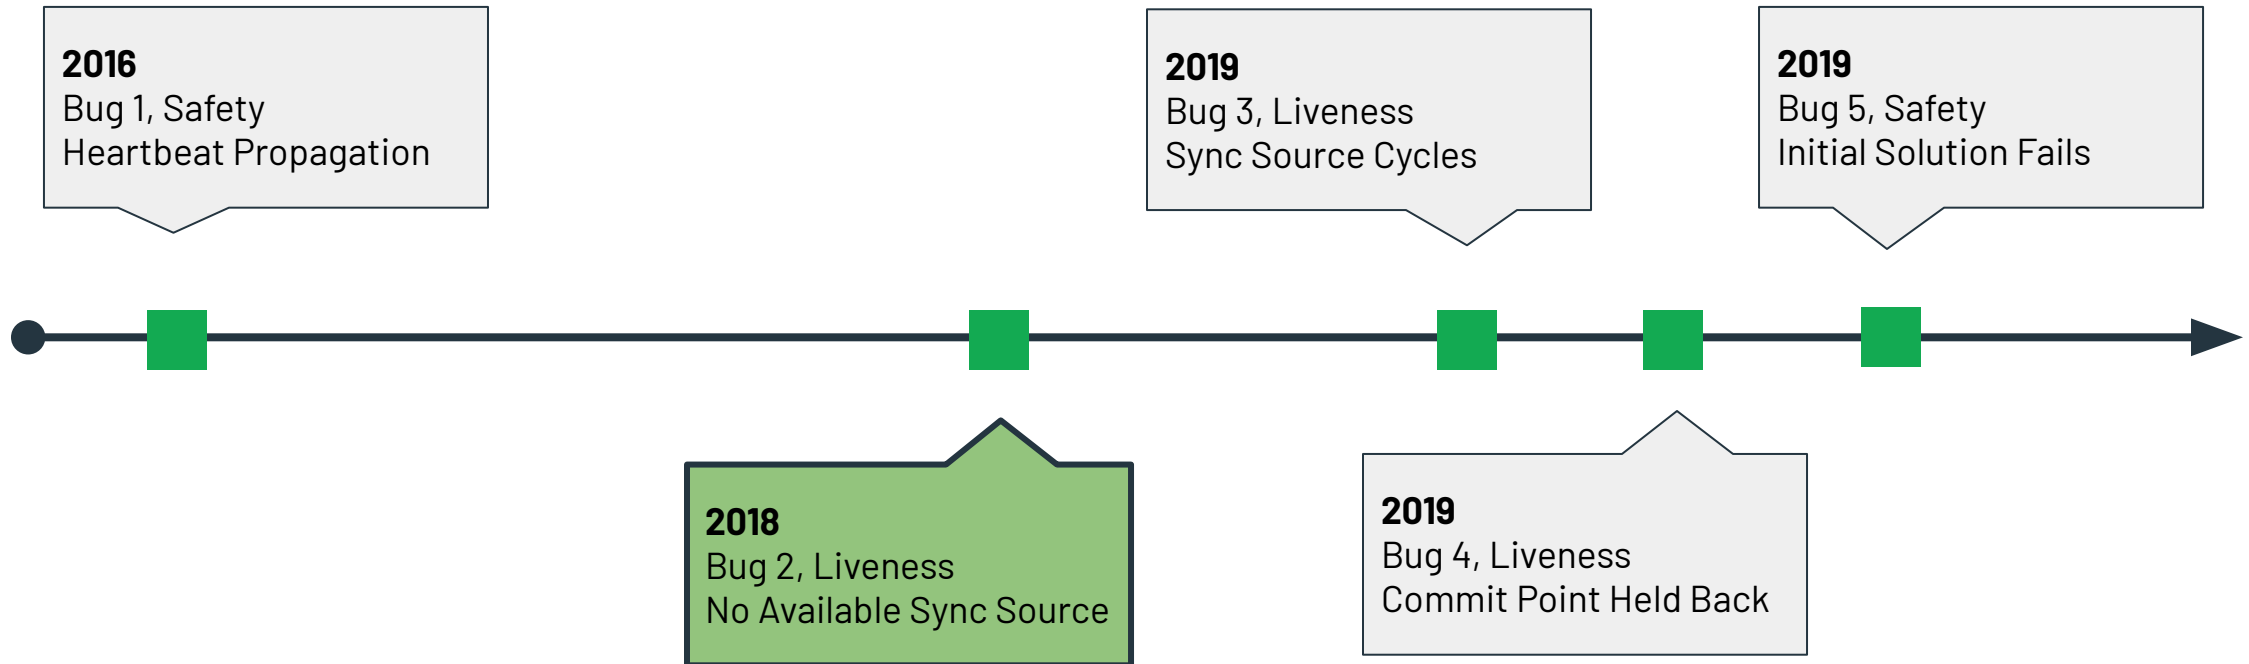 2016
Bug 1, Safety
Heartbeat Propagation
2018
Bug 2, Liveness
No Available Sync Source
2019
Bug 3, Liveness
Sync Source Cycles
2019
Bug 4, Liveness
Commit Point Held Back
2019
Bug 5, Safety
Initial Solution Fails